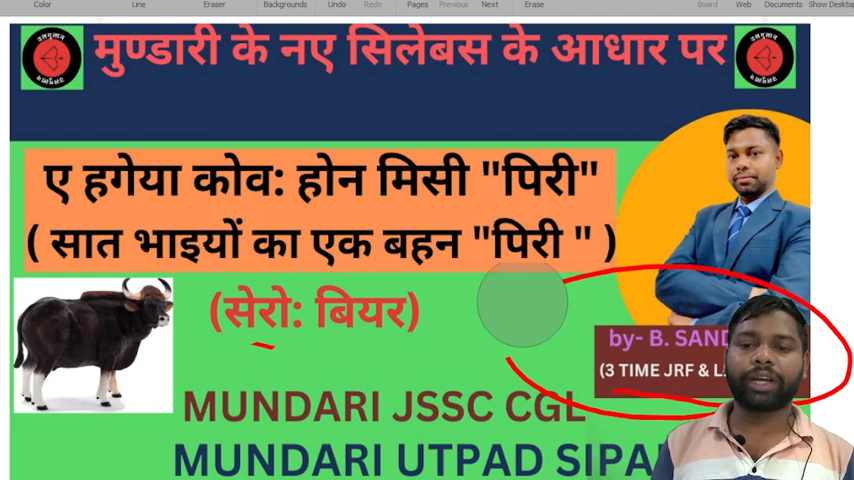 Color Line Eraser Backgrounds Undo Redo Pages Previous Next Erase Board Web Documents Show Desktop
मुण्डारी के नए सिलेबस के आधार पर
ए हगेया कोव: होन मिसी "पिरी"
( सात भाइयों का एक बहन "पिरी " )
(सेरो: बियर)
by- B. SAND
(3 TIME JRF & L
MUNDARI JSSC CGL
MUNDARI UTPAD SIPA